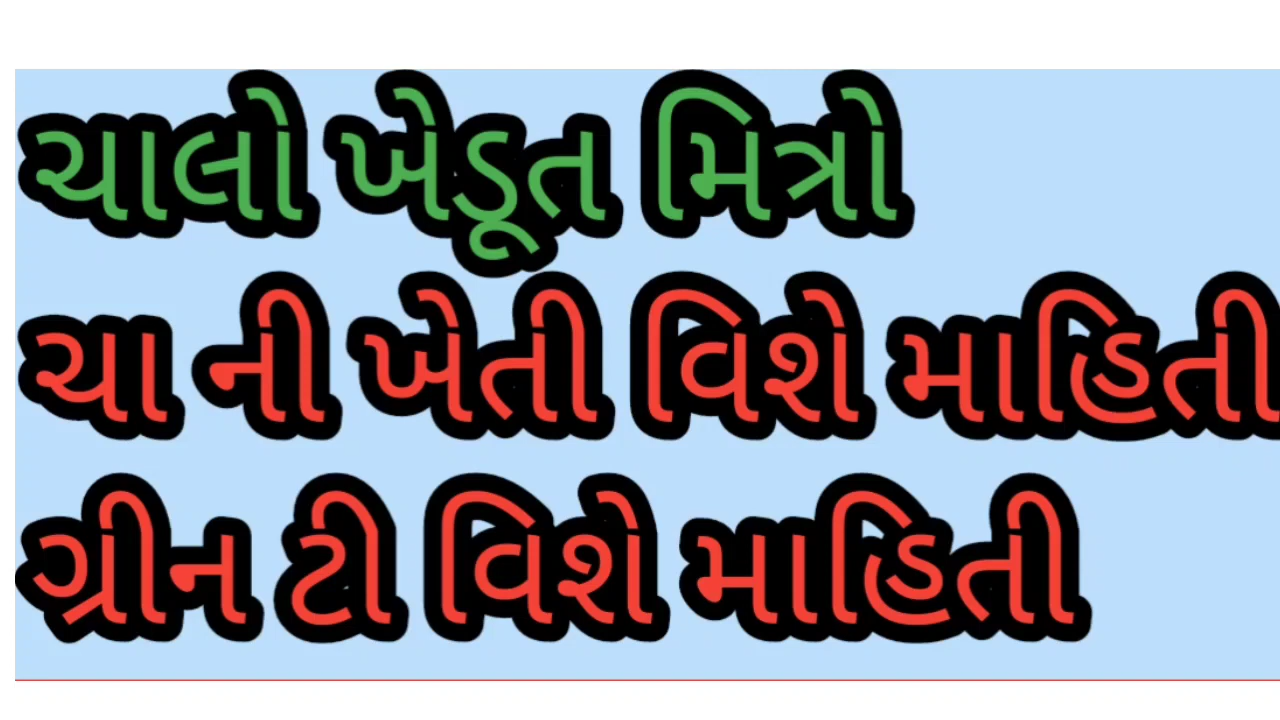 ચાલો ખેડૂત મિત્રો
ચા ની ખેતી વિશે માહિતી
ગ્રીન ટી વિશે માહિતી